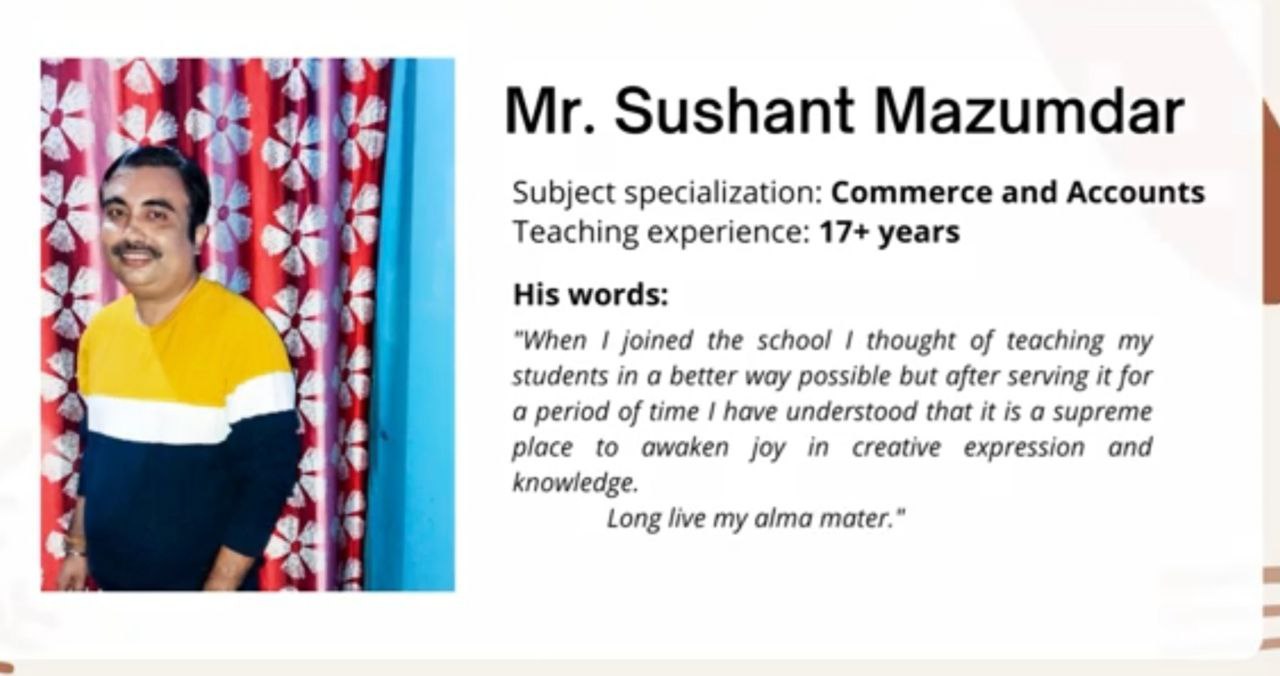 Mr. Sushant Mazumdar
Subject specialization: Commerce and Accounts
Teaching experience: 17+ years
His words:
"When I joined the school I thought of teaching my
students in a better way possible but after serving it for
a period of time I have understood that it is a supreme
place to awaken joy in creative expression and
knowledge.
Long live my alma mater."